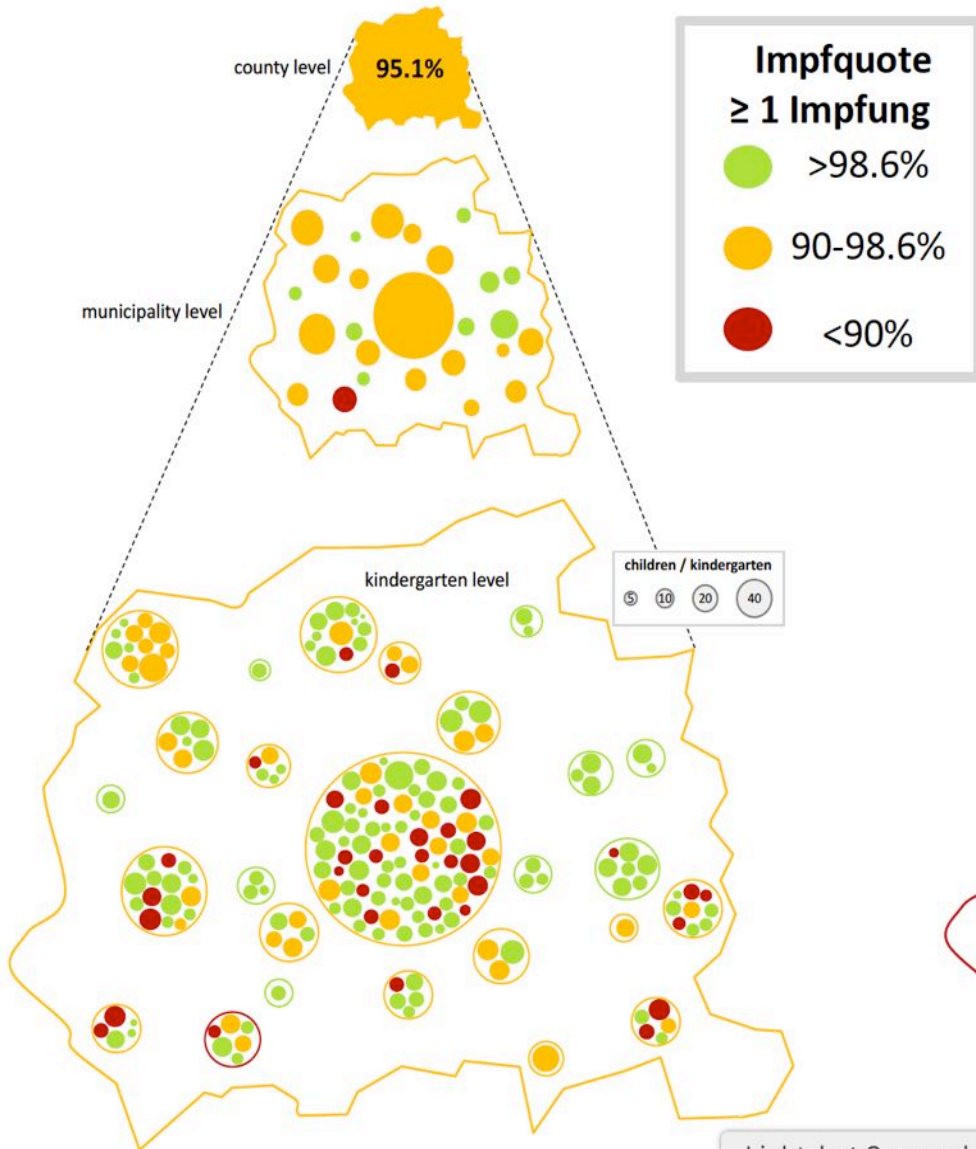 county level
95.1%
Impfquote
≥ 1 Impfung
>98.6%
90-98.6%
<90%
municipality level
children / kindergarten
5 10 20 40
kindergarten level